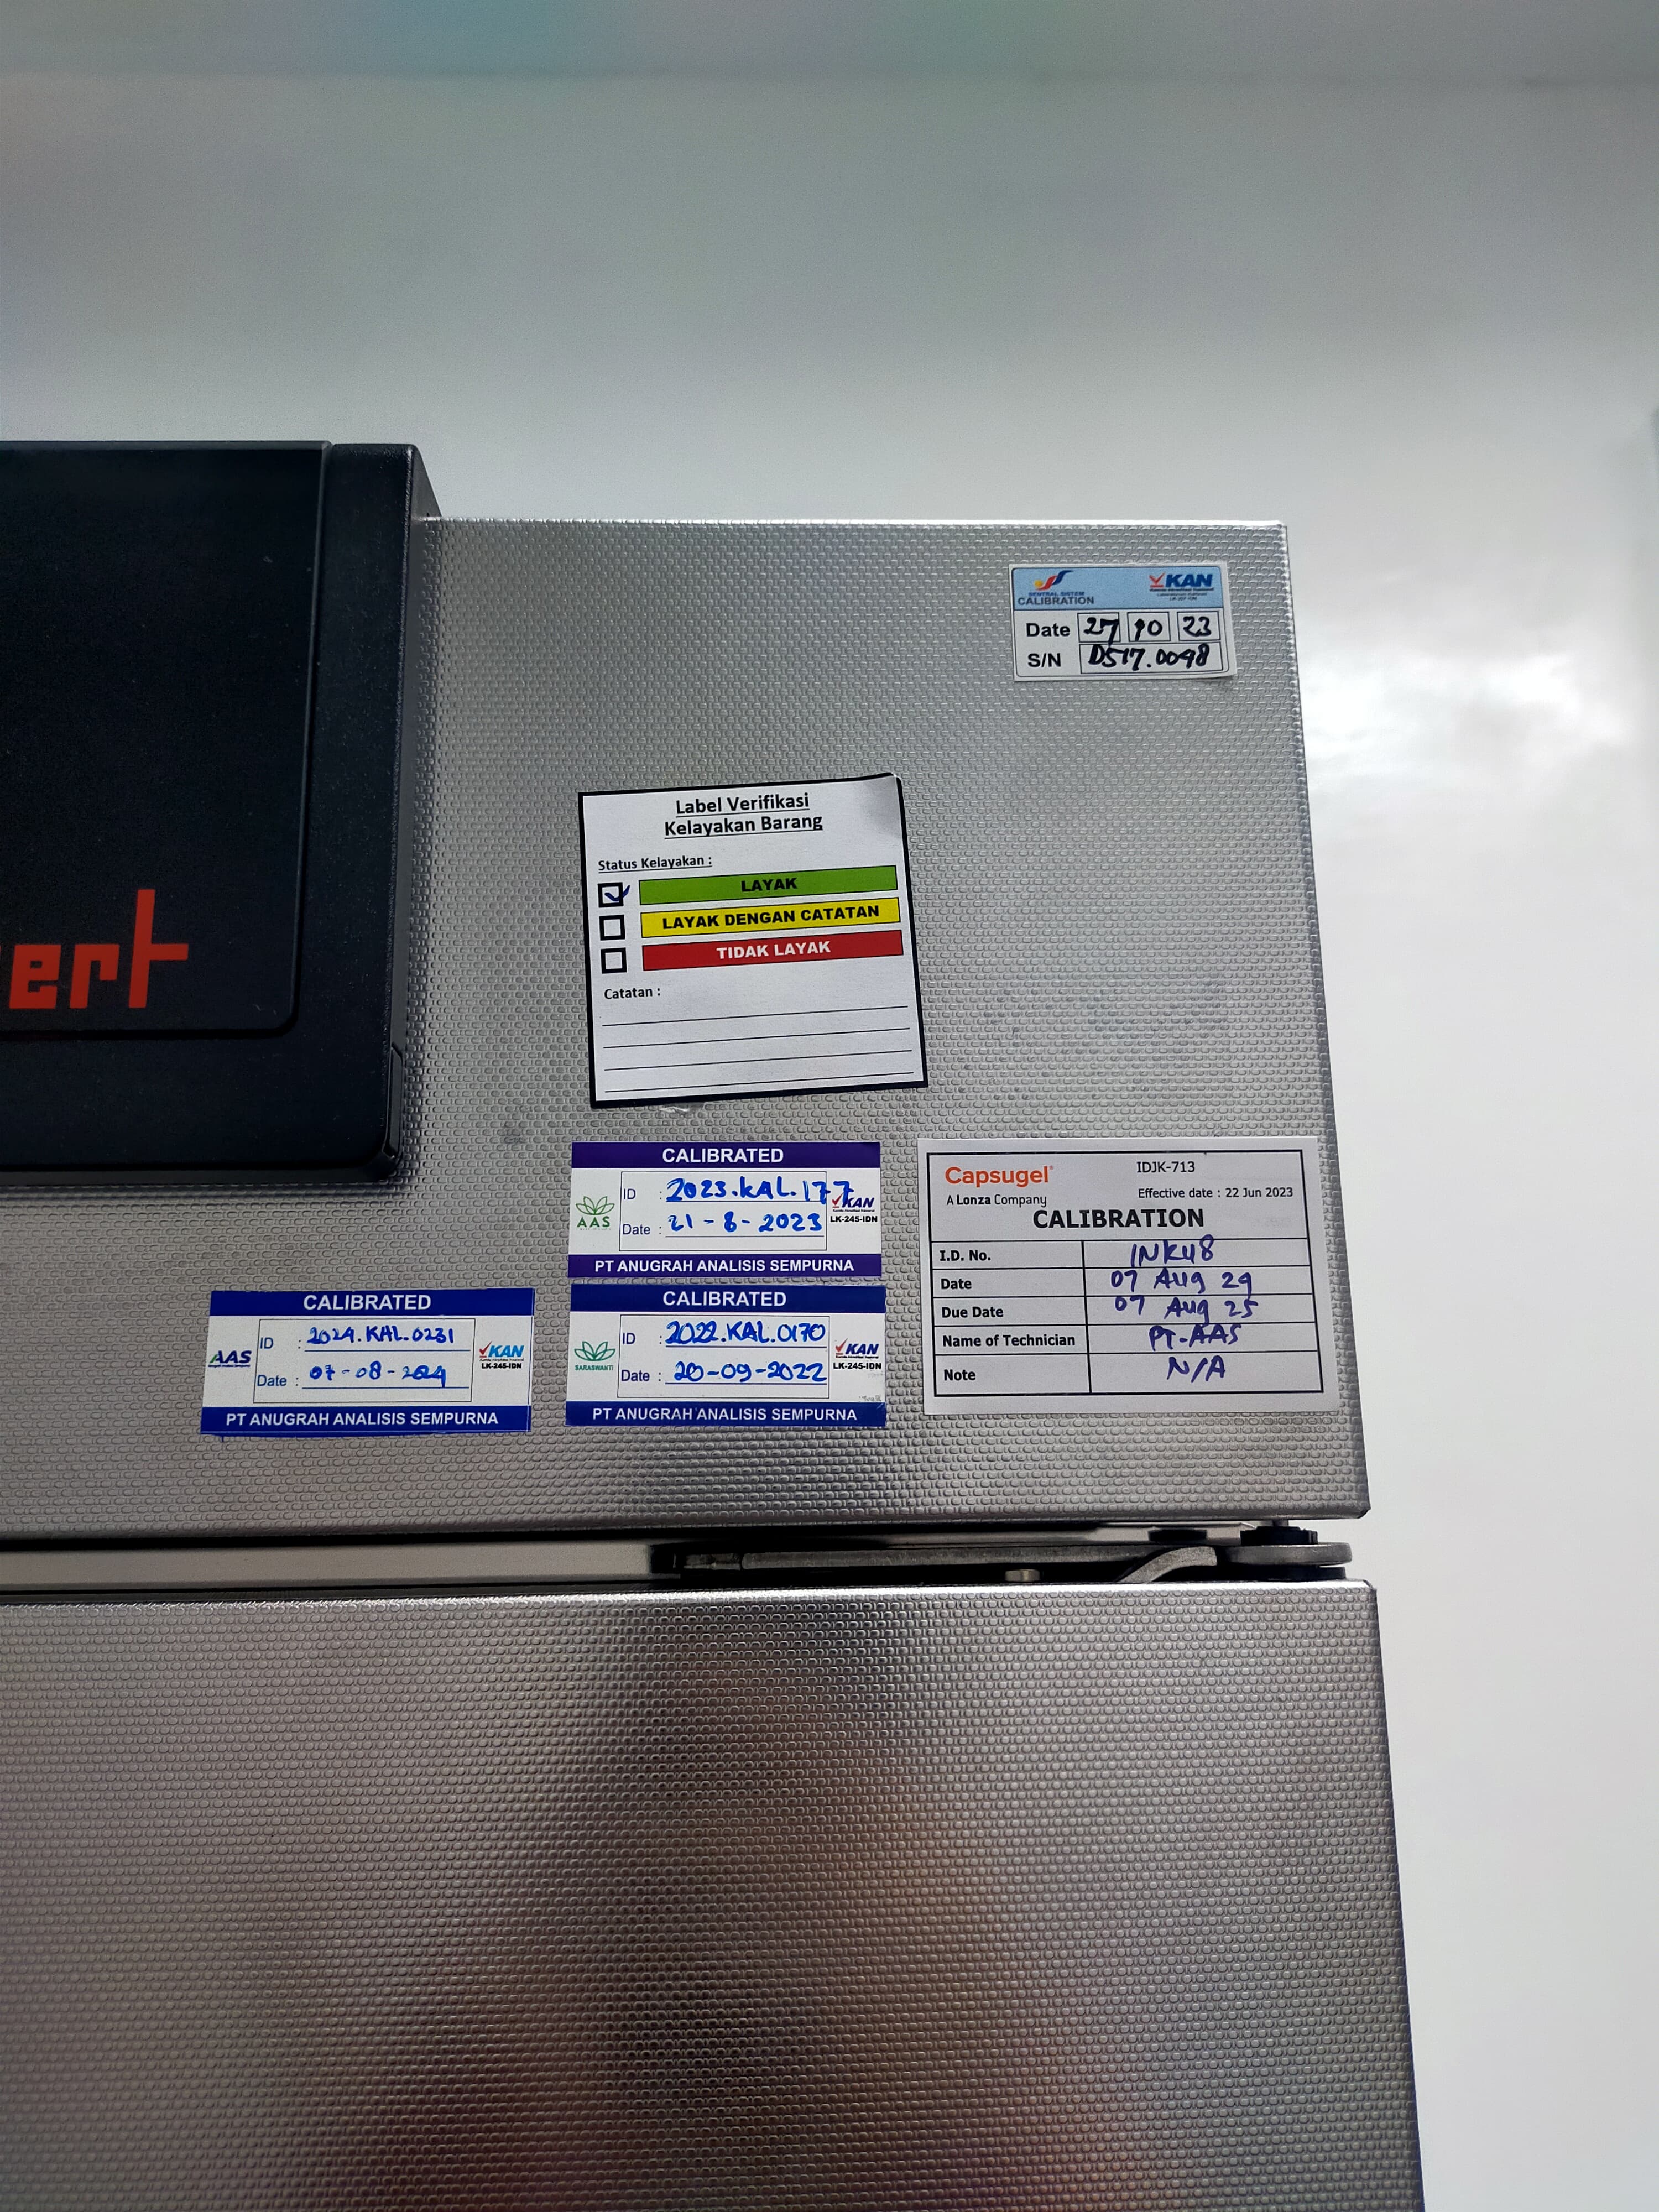 SENTRAL SISTEM
CALIBRATION
KAN
Date 27 10 23
S/N DS17.0098
ert
Label Verifikasi
Kelayakan Barang
Status Kelayakan :
LAYAK
LAYAK DENGAN CATATAN
TIDAK LAYAK
Catatan :
CALIBRATED
AAS
ID : 2023.KAL.177
Date : 21-8-2023
KAN
LK-245-IDN
PT ANUGRAH ANALISIS SEMPURNA
CALIBRATED
SARASWANTI
ID : 2022.KAL.0170
Date : 20-09-2022
KAN
LK-245-IDN
PT ANUGRAH ANALISIS SEMPURNA
CALIBRATED
AAS
ID : 2024.KAL.0231
Date : 07-08-2024
KAN
LK-245-IDN
PT ANUGRAH ANALISIS SEMPURNA
Capsugel®
A Lonza Company
IDJK-713
Effective date : 22 Jun 2023
CALIBRATION
I.D. No. INK48
Date 07 Aug 24
Due Date 07 Aug 25
Name of Technician PT-AAS
Note N/A